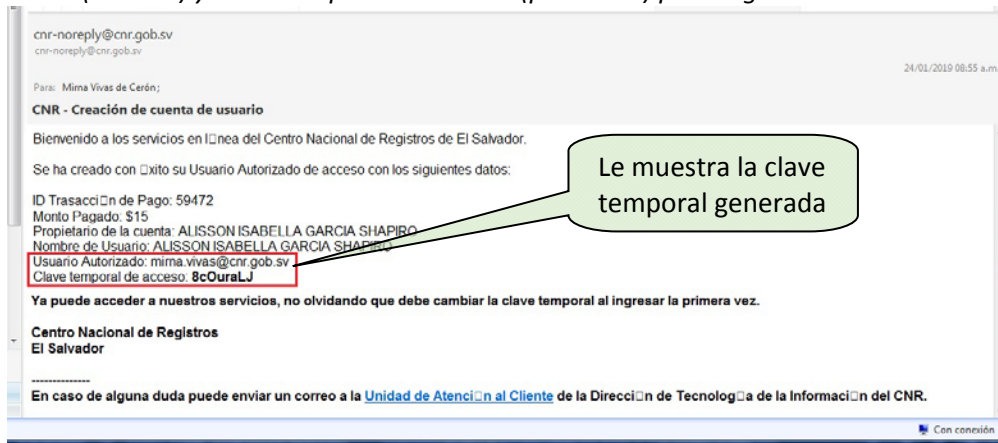 cnr-noreply@cnr.gob.sv
cnr-noreply@cnr.gob.sv
24/01/2019 08:55 a.m.
Para: Mirna Vivas de Cerón;
CNR - Creación de cuenta de usuario
Bienvenido a los servicios en l□nea del Centro Nacional de Registros de El Salvador.
Se ha creado con □xito su Usuario Autorizado de acceso con los siguientes datos:
Le muestra la clave
temporal generada
ID Trasacci□n de Pago: 59472
Monto Pagado: $15
Propietario de la cuenta: ALISSON ISABELLA GARCIA SHAPIRO
Nombre de Usuario: ALISSON ISABELLA GARCIA SHAPIRO
Usuario Autorizado: mirna.vivas@cnr.gob.sv
Clave temporal de acceso: 8cOuraLJ
Ya puede acceder a nuestros servicios, no olvidando que debe cambiar la clave temporal al ingresar la primera vez.
Centro Nacional de Registros
El Salvador
--------------
En caso de alguna duda puede enviar un correo a la Unidad de Atenci□n al Cliente de la Direcci□n de Tecnolog□a de la Informaci□n del CNR.
Con conexión